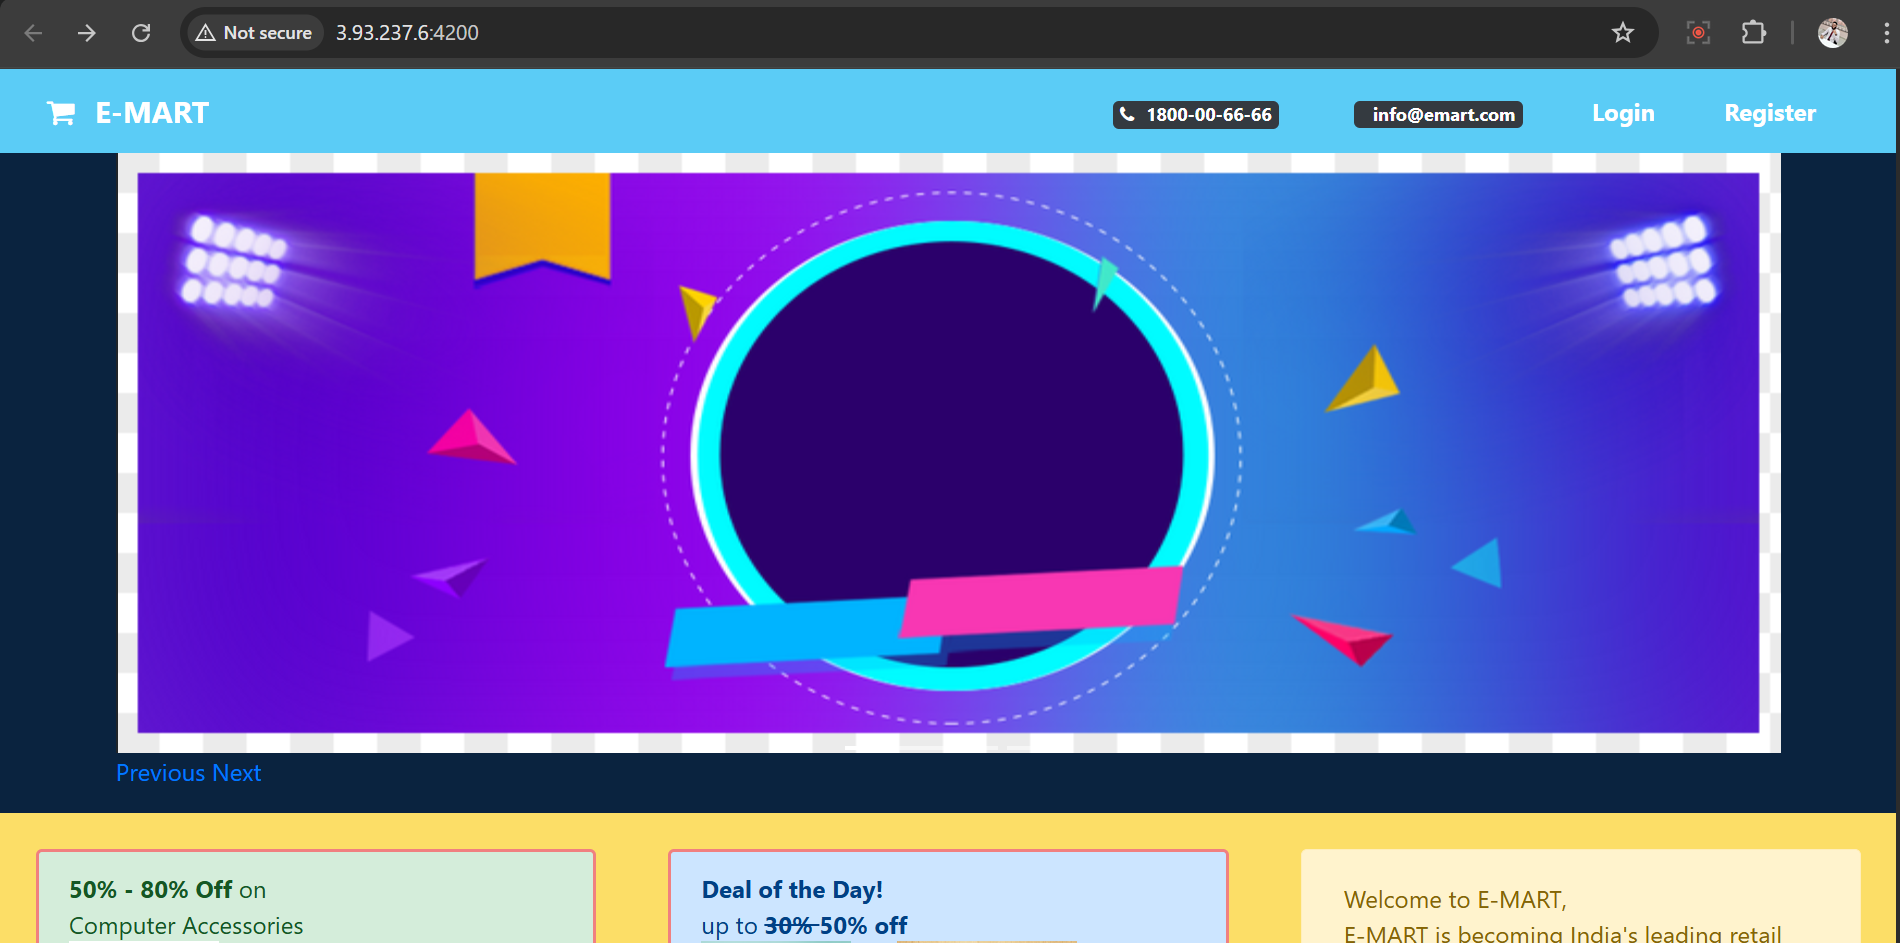 Not secure 3.93.237.6:4200
E-MART 1800-00-66-66 info@emart.com Login Register
Previous Next
50% - 80% Off on
Computer Accessories
Deal of the Day!
up to 30% 50% off
Welcome to E-MART,
E-MART is becoming India's leading retail